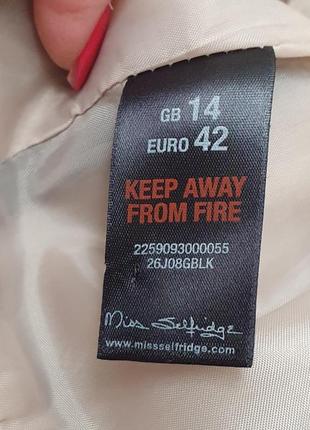 GB 14
EURO 42
KEEP AWAY
FROM FIRE
2259093000055
26J08GBLK
Miss Selfridge
www.missselfridge.com